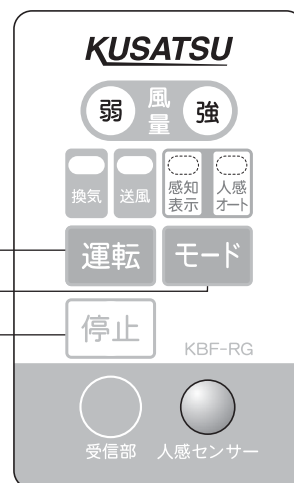 KUSATSU
弱 風量 強
換気 送風 感知表示 人感オート
運転 モード
停止
KBF-RG
受信部 人感センサー